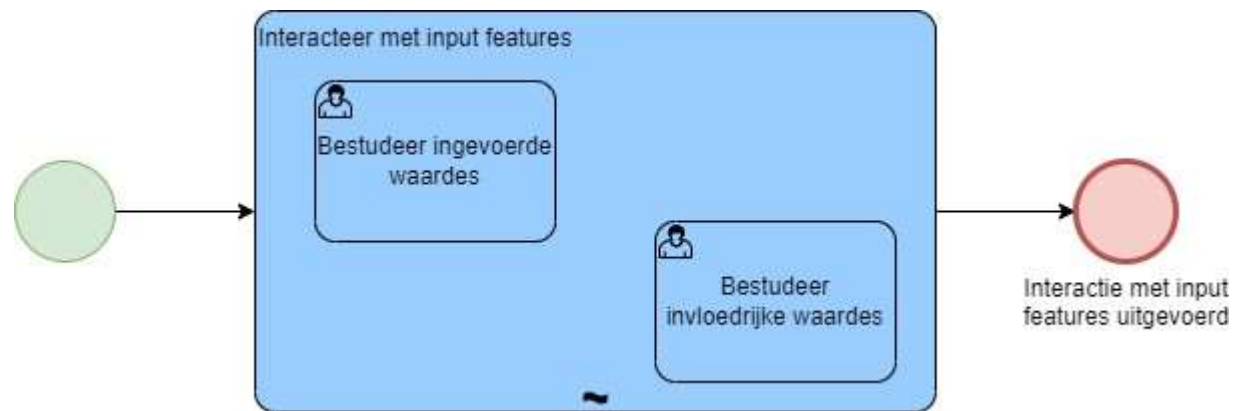 Interacteer met input features
Bestudeer ingevoerde
waardes
Bestudeer
invloedrijke waardes
Interactie met input
features uitgevoerd
~